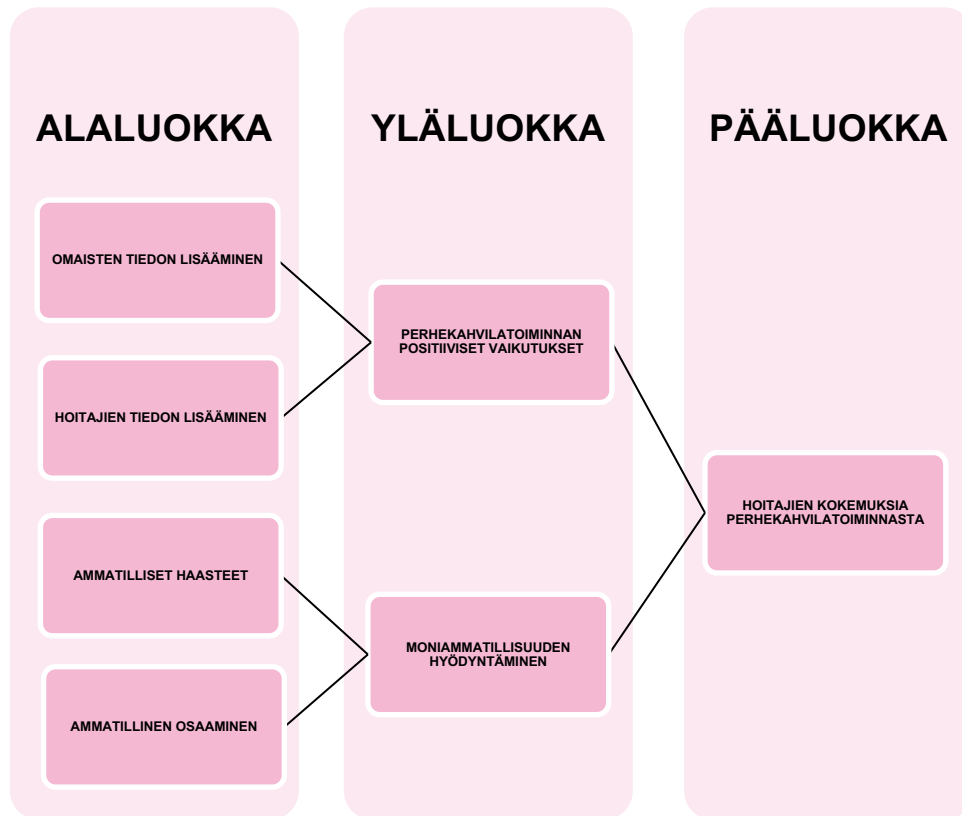 ALALUOKKA
OMAISTEN TIEDON LISÄÄMINEN
HOITAJIEN TIEDON LISÄÄMINEN
AMMATILLISET HAASTEET
AMMATILLINEN OSAAMINEN
YLÄLUOKKA
PERHEKAHVILATOIMINNAN
POSITIIVISET VAIKUTUKSET
MONIAMMATILLISUUDEN
HYÖDYNTÄMINEN
PÄÄLUOKKA
HOITAJIEN KOKEMUKSIA
PERHEKAHVILATOIMINNASTA